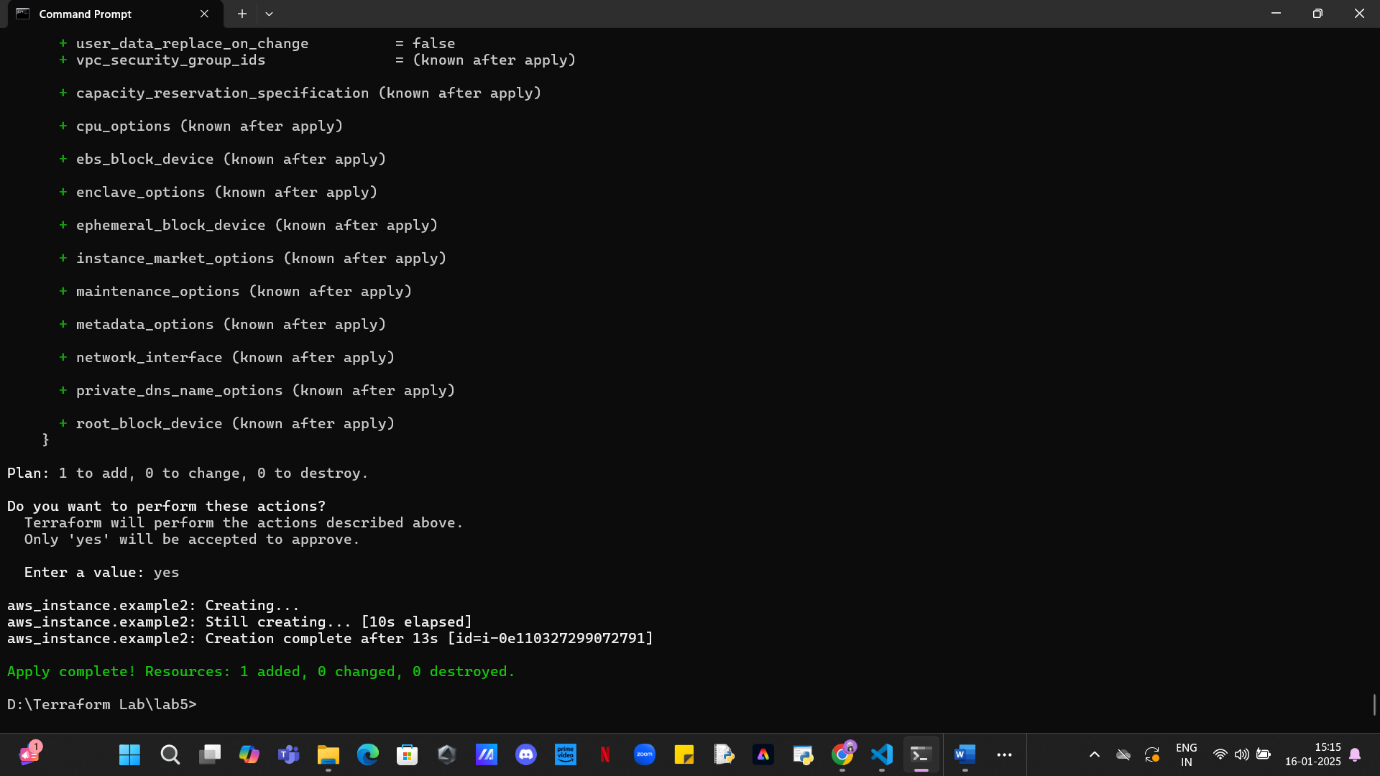 Command Prompt
+ user_data_replace_on_change = false
+ vpc_security_group_ids = (known after apply)
+ capacity_reservation_specification (known after apply)
+ cpu_options (known after apply)
+ ebs_block_device (known after apply)
+ enclave_options (known after apply)
+ ephemeral_block_device (known after apply)
+ instance_market_options (known after apply)
+ maintenance_options (known after apply)
+ metadata_options (known after apply)
+ network_interface (known after apply)
+ private_dns_name_options (known after apply)
+ root_block_device (known after apply)
}
Plan: 1 to add, 0 to change, 0 to destroy.
Do you want to perform these actions?
Terraform will perform the actions described above.
Only 'yes' will be accepted to approve.
Enter a value: yes
aws_instance.example2: Creating...
aws_instance.example2: Still creating... [10s elapsed]
aws_instance.example2: Creation complete after 13s [id=i-0e110327299072791]
Apply complete! Resources: 1 added, 0 changed, 0 destroyed.
D:\Terraform Lab\lab5>
1
prime video
N
zoom
W
ENG
IN
15:15
16-01-2025